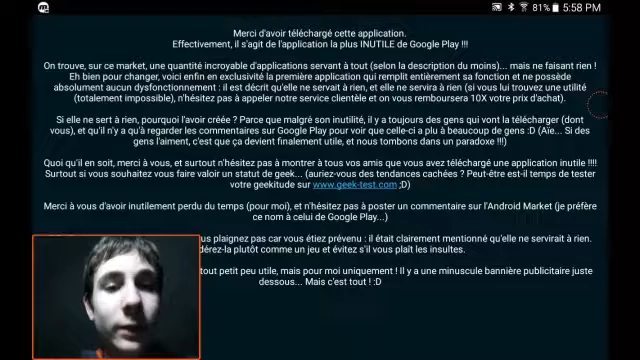 81% 5:58 PM
Merci d'avoir téléchargé cette application.
Effectivement, il s'agit de l'application la plus INUTILE de Google Play !!!
On trouve, sur ce market, une quantité incroyable d'applications servant à tout (selon la description du moins)... mais ne faisant rien !
Eh bien pour changer, voici enfin en exclusivité la première application qui remplit entièrement sa fonction et ne possède
absolument aucun dysfonctionnement : il est décrit qu'elle ne servait à rien, et elle ne servira à rien (si vous lui trouvez une utilité
(totalement impossible), n'hésitez pas à appeler notre service clientèle et on vous remboursera 10X votre prix d'achat).
Si elle ne sert à rien, pourquoi l'avoir créée ? Parce que malgré son inutilité, il y a toujours des gens qui vont la télécharger (dont
vous), et qu'il n'y a qu'à regarder les commentaires sur Google Play pour voir que celle-ci plu à beaucoup de gens :D (Aïe... Si des
gens l'aiment, c'est que ça devient finalement utile, et nous tombons dans un paradoxe !!!)
Quoi qu'il en soit, merci à vous, et surtout n'hésitez pas à montrer à tous vos amis que vous avez téléchargé une application inutile !!!!
Surtout si vous souhaitez vous faire valoir un statut de geek... (auriez-vous des tendances cachées ? Peut-être est-il temps de tester
votre geekitude sur www.geek-test.com ;D)
Merci à vous d'avoir inutilement perdu du temps (pour moi), et n'hésitez pas à poster un commentaire sur l'Android Market (je préfère
ce nom à celui de Google Play...)
us plaignez pas car vous étiez prévenu : il était clairement mentionné qu'elle ne servirait à rien.
dérez-la plutôt comme un jeu et évitez s'il vous plaît les insultes.
tout petit peu utile, mais pour moi uniquement ! Il y a une minuscule bannière publicitaire juste
dessous... Mais c'est tout ! :D